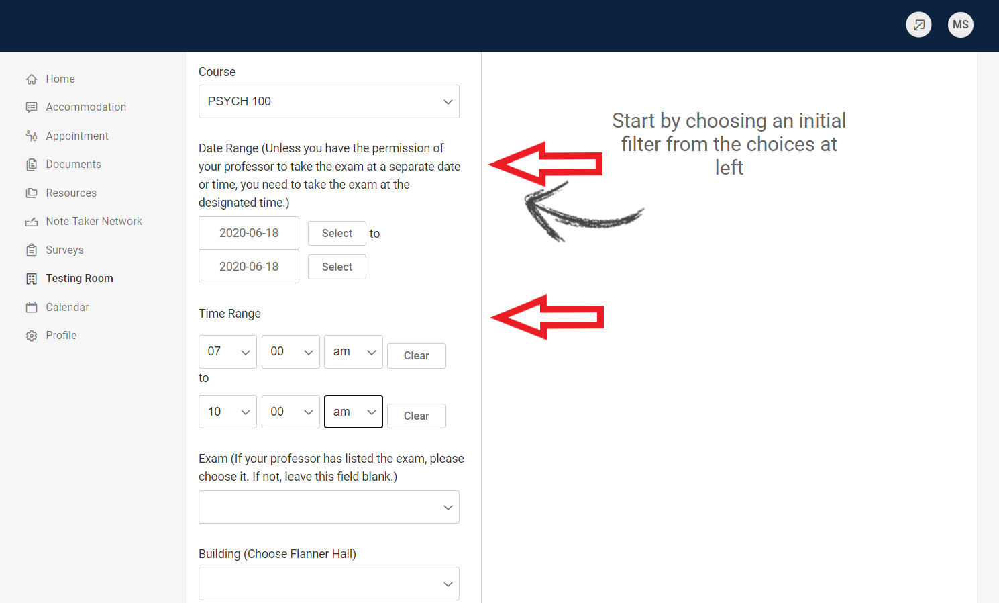 MS
Home
Accommodation
Appointment
Documents
Resources
Note-Taker Network
Surveys
Testing Room
Calendar
Profile
Course
PSYCH 100
Date Range (Unless you have the permission of
your professor to take the exam at a separate date
or time, you need to take the exam at the
designated time.)
2020-06-18 Select to
2020-06-18 Select
Time Range
07 00 am Clear
to
10 00 am Clear
Exam (If your professor has listed the exam, please
choose it. If not, leave this field blank.)
Building (Choose Flanner Hall)
Start by choosing an initial
filter from the choices at
left